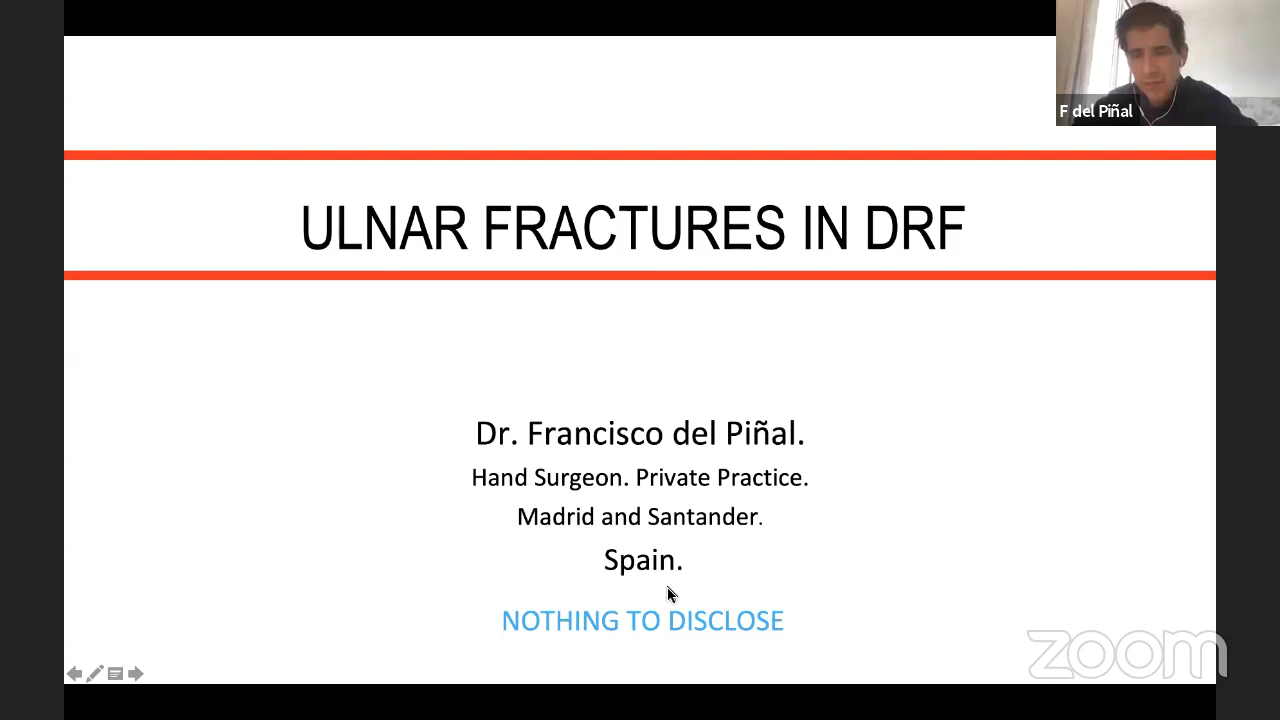 F del Piñal
ULNAR FRACTURES IN DRF
Dr. Francisco del Piñal.
Hand Surgeon. Private Practice.
Madrid and Santander.
Spain.
NOTHING TO DISCLOSE
zoom